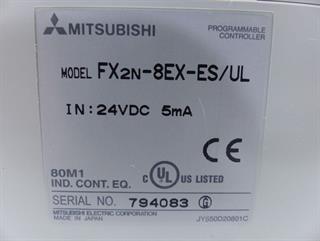 MITSUBISHI
PROGRAMMABLE
CONTROLLER
MODEL FX2N-8EX-ES/UL
IN:24VDC 5mA
80M1
IND. CONT. EQ.
C UL US LISTED
SERIAL NO. 794083 G
MITSUBISHI ELECTRIC CORPORATION
MADE IN JAPAN
JY550D20801C